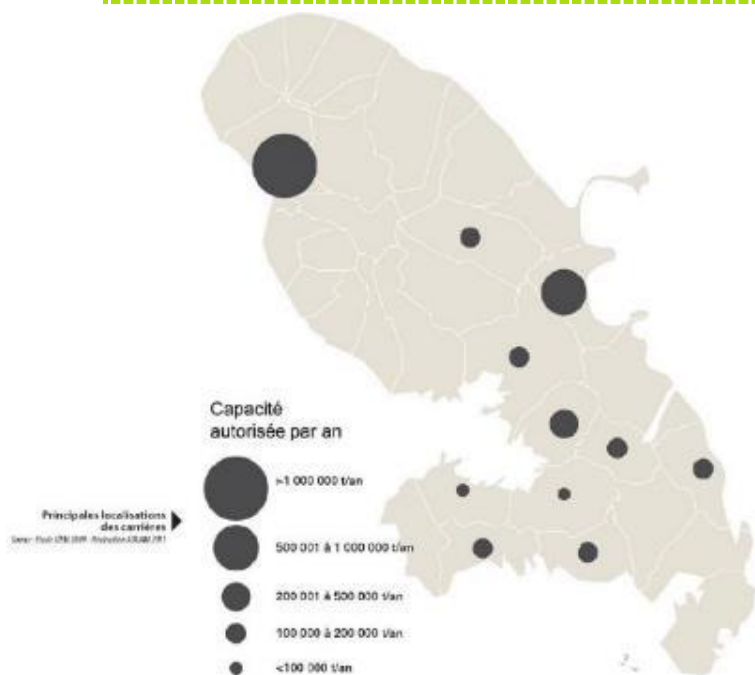 Capacité
autorisée par an
>1 000 000 t/an
500 001 à 1 000 000 t/an
200 001 à 500 000 t/an
100 000 à 200 000 t/an
<100 000 t/an
Principales localisations
des carrières